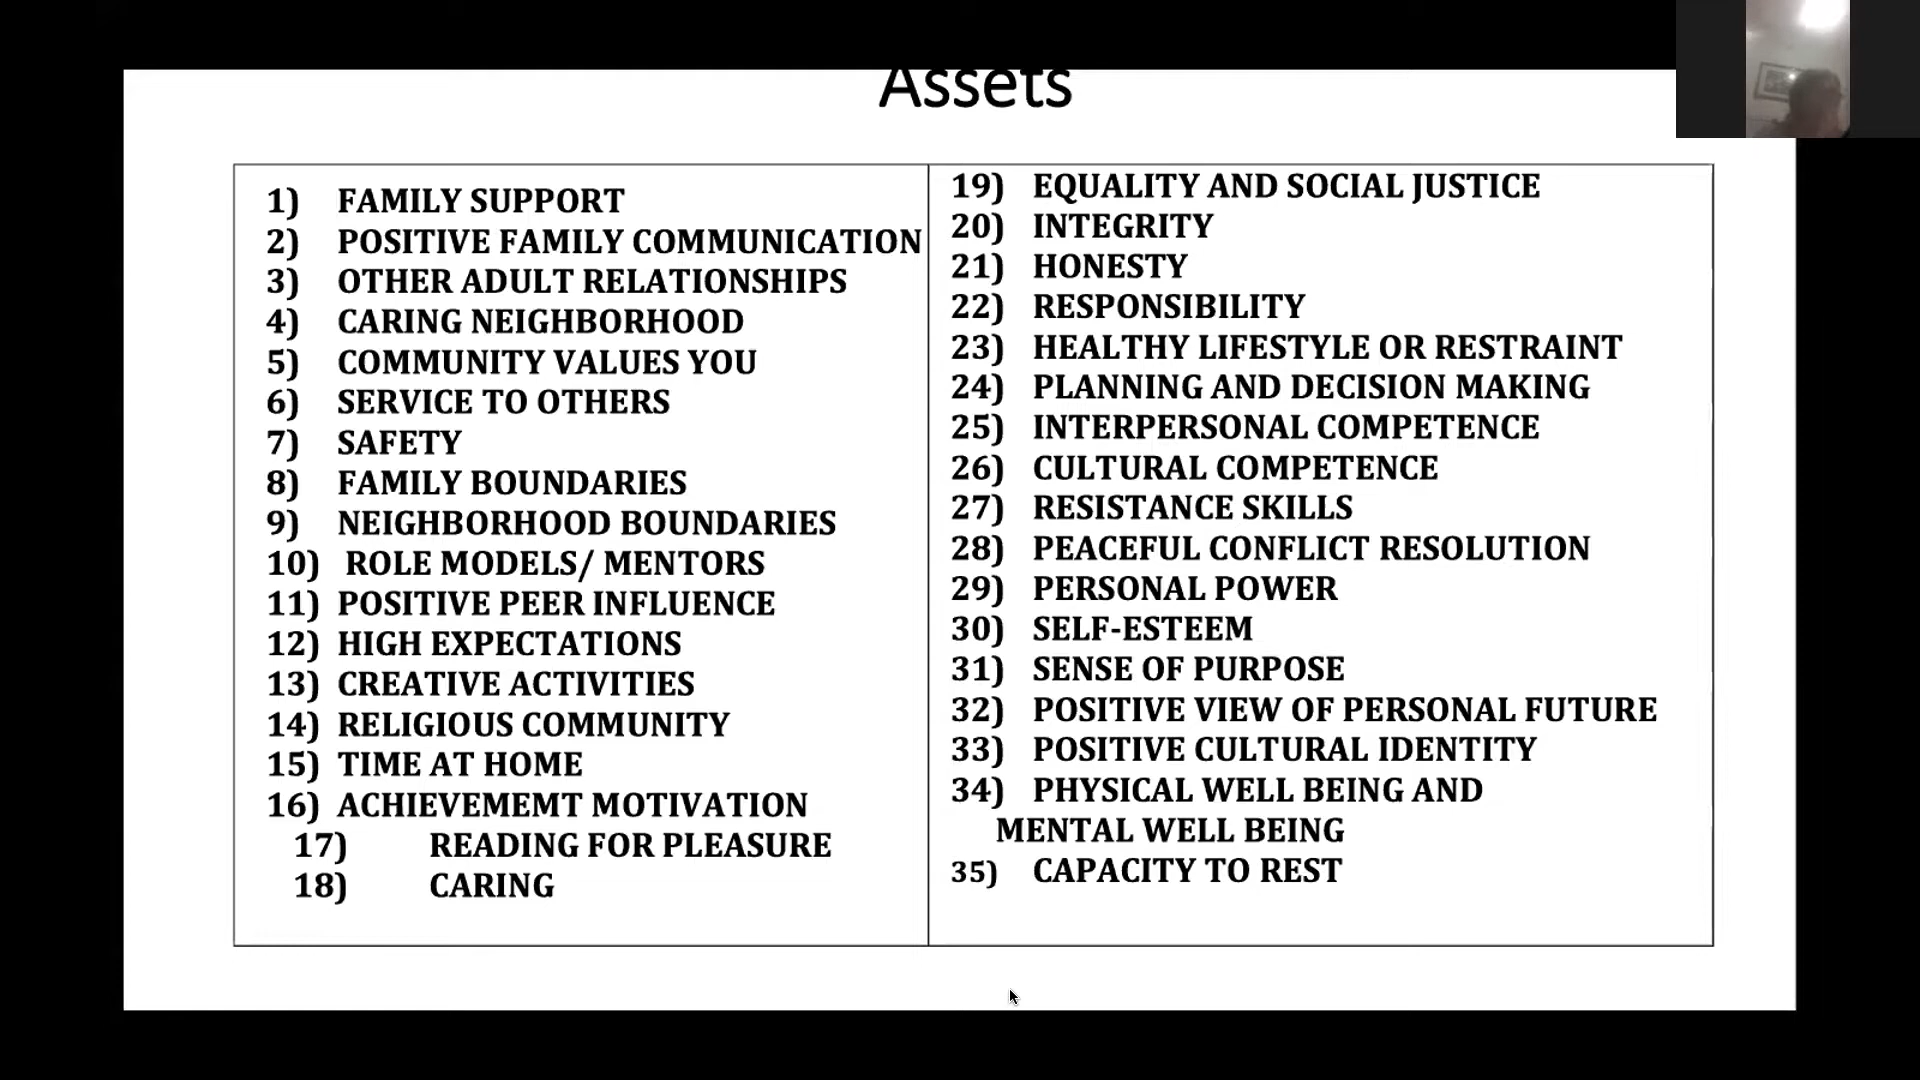 Assets
1) FAMILY SUPPORT
2) POSITIVE FAMILY COMMUNICATION
3) OTHER ADULT RELATIONSHIPS
4) CARING NEIGHBORHOOD
5) COMMUNITY VALUES YOU
6) SERVICE TO OTHERS
7) SAFETY
8) FAMILY BOUNDARIES
9) NEIGHBORHOOD BOUNDARIES
10) ROLE MODELS/ MENTORS
11) POSITIVE PEER INFLUENCE
12) HIGH EXPECTATIONS
13) CREATIVE ACTIVITIES
14) RELIGIOUS COMMUNITY
15) TIME AT HOME
16) ACHIEVEMEMT MOTIVATION
17) READING FOR PLEASURE
18) CARING
19) EQUALITY AND SOCIAL JUSTICE
20) INTEGRITY
21) HONESTY
22) RESPONSIBILITY
23) HEALTHY LIFESTYLE OR RESTRAINT
24) PLANNING AND DECISION MAKING
25) INTERPERSONAL COMPETENCE
26) CULTURAL COMPETENCE
27) RESISTANCE SKILLS
28) PEACEFUL CONFLICT RESOLUTION
29) PERSONAL POWER
30) SELF-ESTEEM
31) SENSE OF PURPOSE
32) POSITIVE VIEW OF PERSONAL FUTURE
33) POSITIVE CULTURAL IDENTITY
34) PHYSICAL WELL BEING AND
MENTAL WELL BEING
35) CAPACITY TO REST